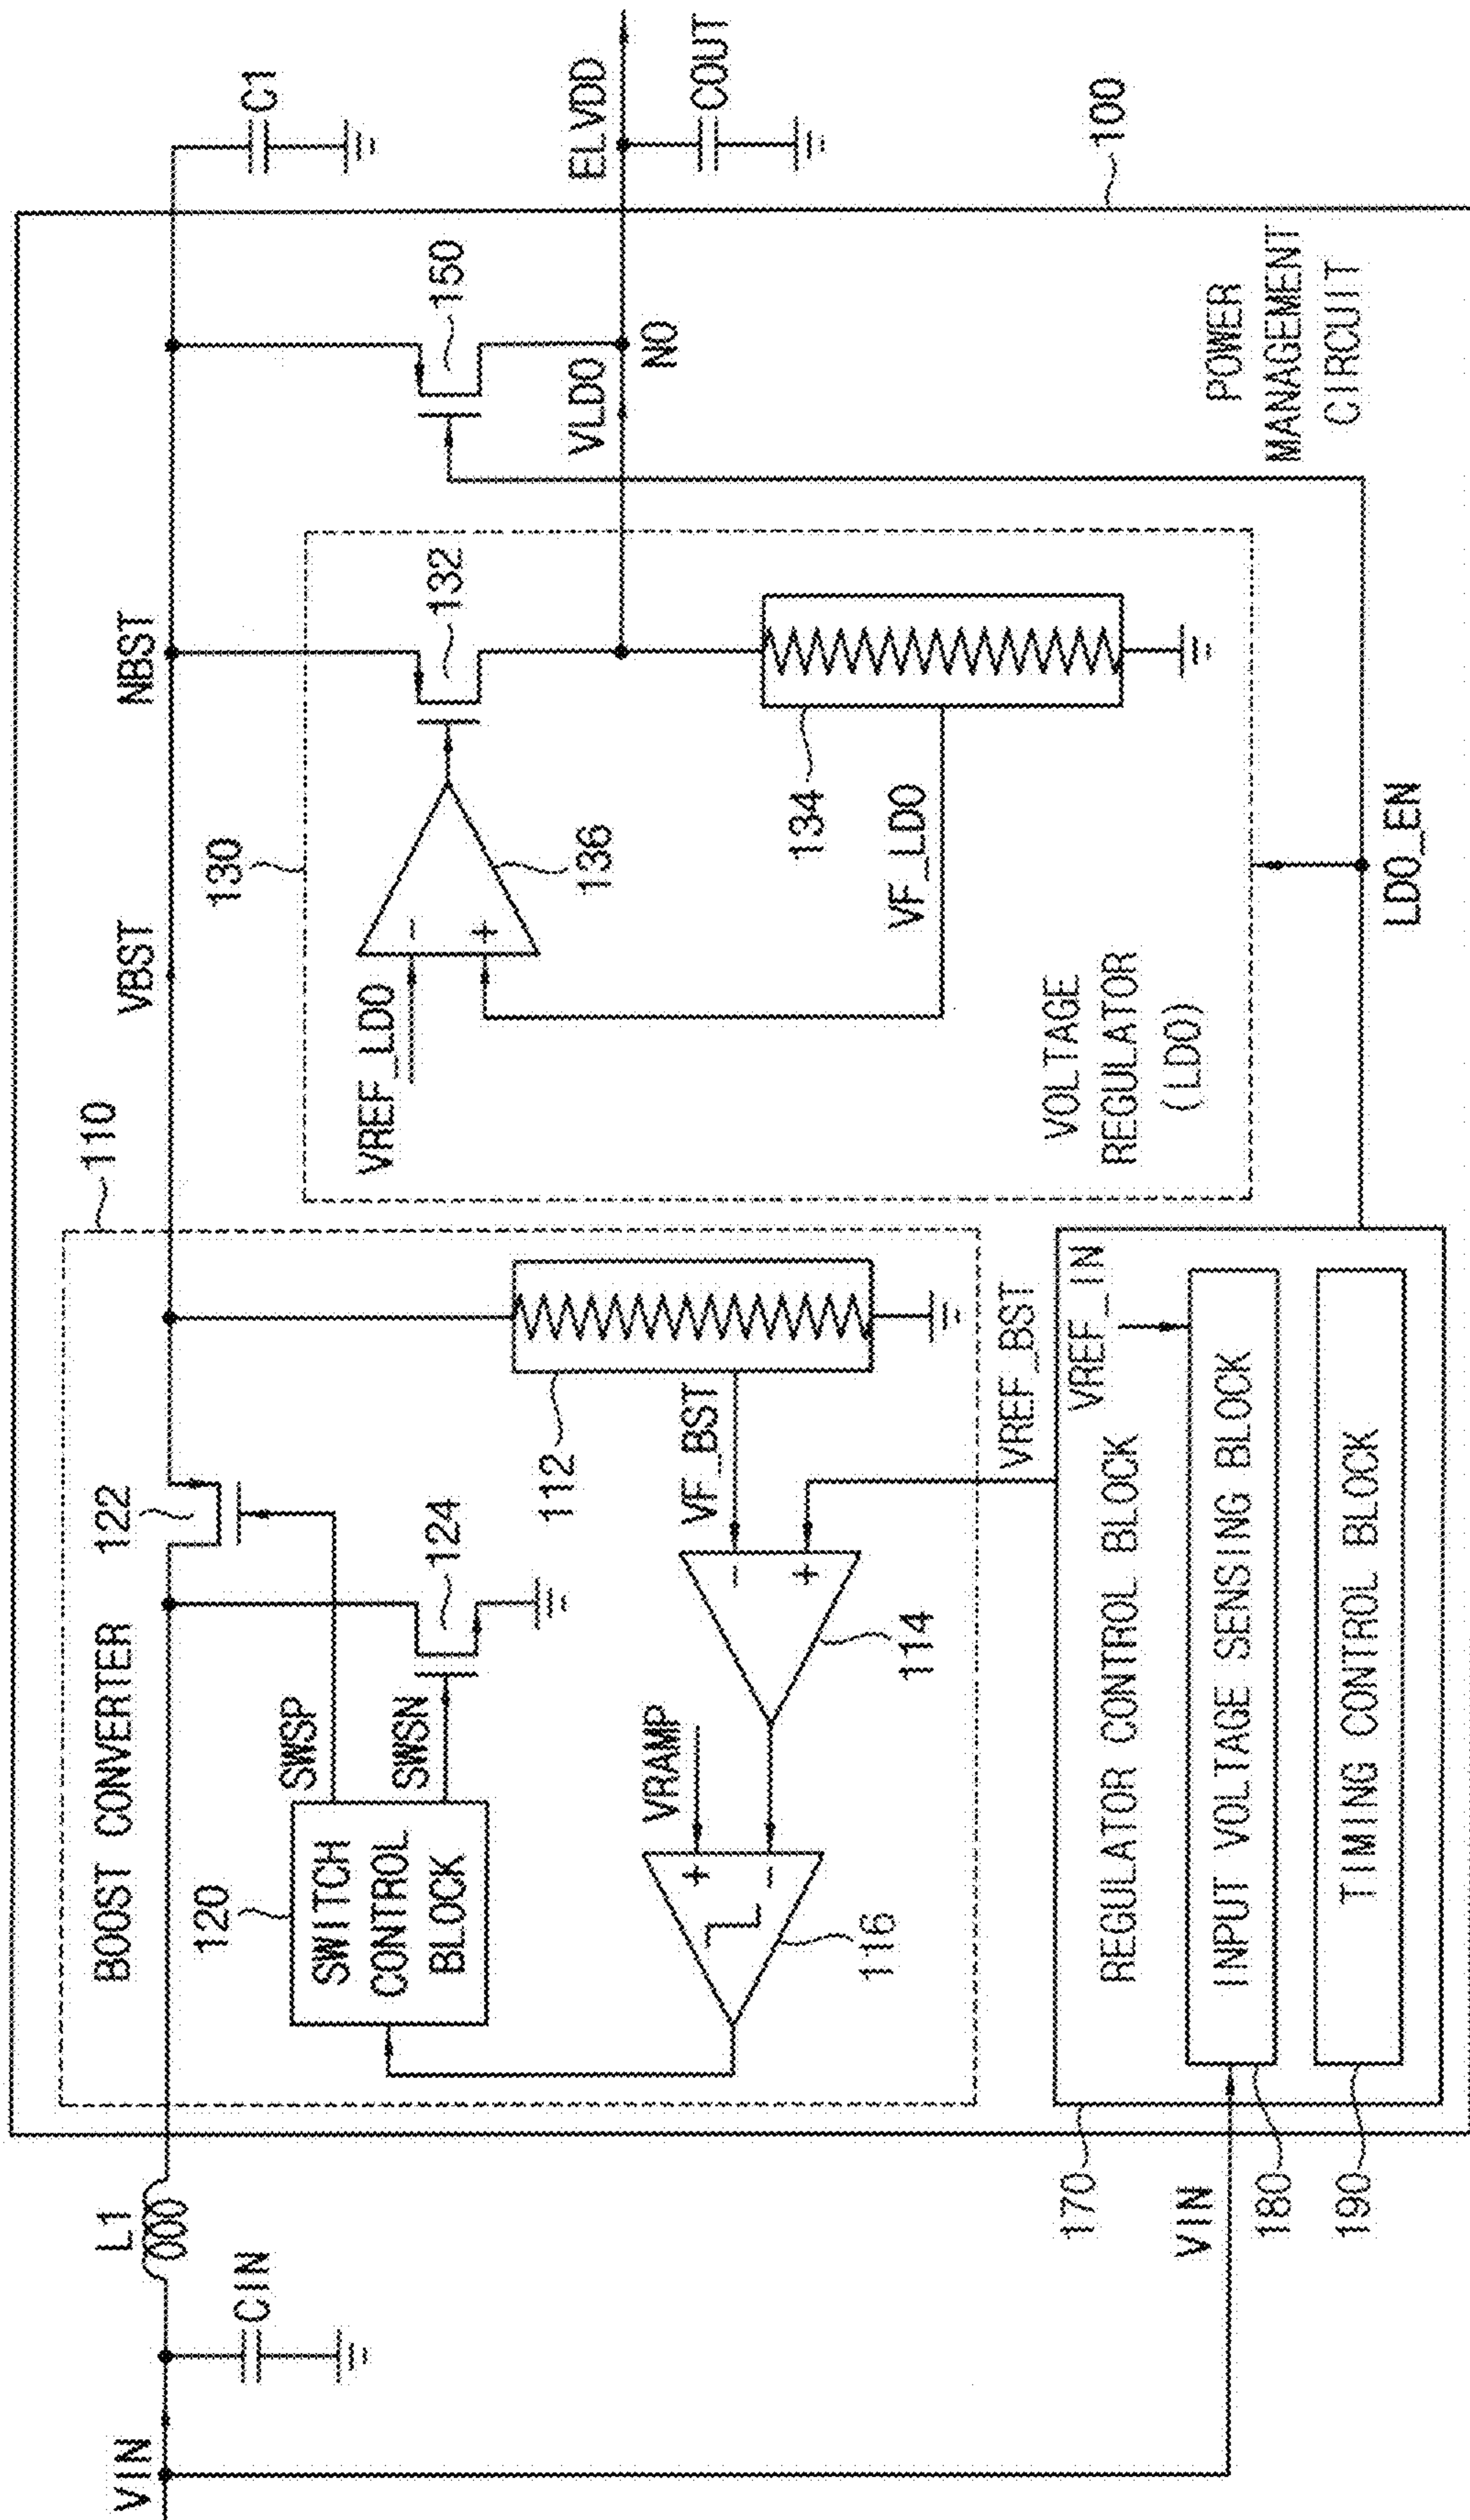 VIN
CIN
L1
BOOST CONVERTER
110
122
124
120
SWITCH
CONTROL
BLOCK
SWSP
SWSN
VRAMP
116
114
112
VF_BST
VREF_BST
VBST
NBST
130
VREF_LDO
136
132
134
VF_LDO
VOLTAGE
REGULATOR
(LDO)
150
VLDO
NO
C1
ELVDD
COUT
100
POWER
MANAGEMENT
CIRCUIT
LDO_EN
170
VIN
180
190
REGULATOR CONTROL BLOCK
VREF_IN
INPUT VOLTAGE SENSING BLOCK
TIMING CONTROL BLOCK